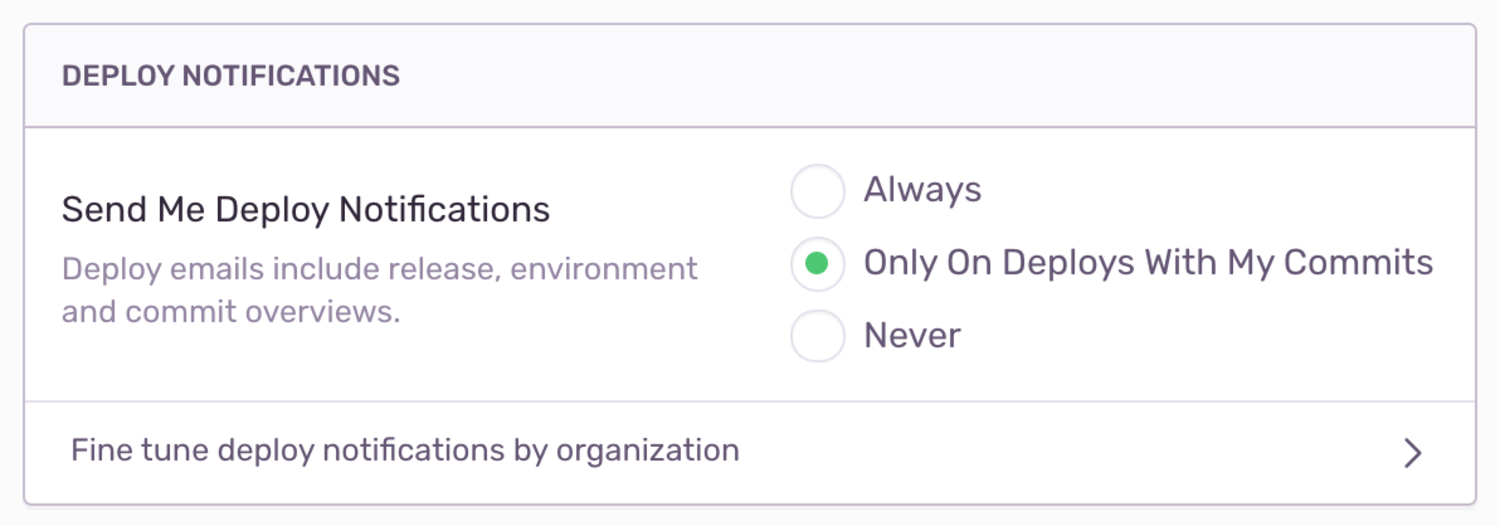 DEPLOY NOTIFICATIONS
Send Me Deploy Notifications
Deploy emails include release, environment
and commit overviews.
Always
Only On Deploys With My Commits
Never
Fine tune deploy notifications by organization